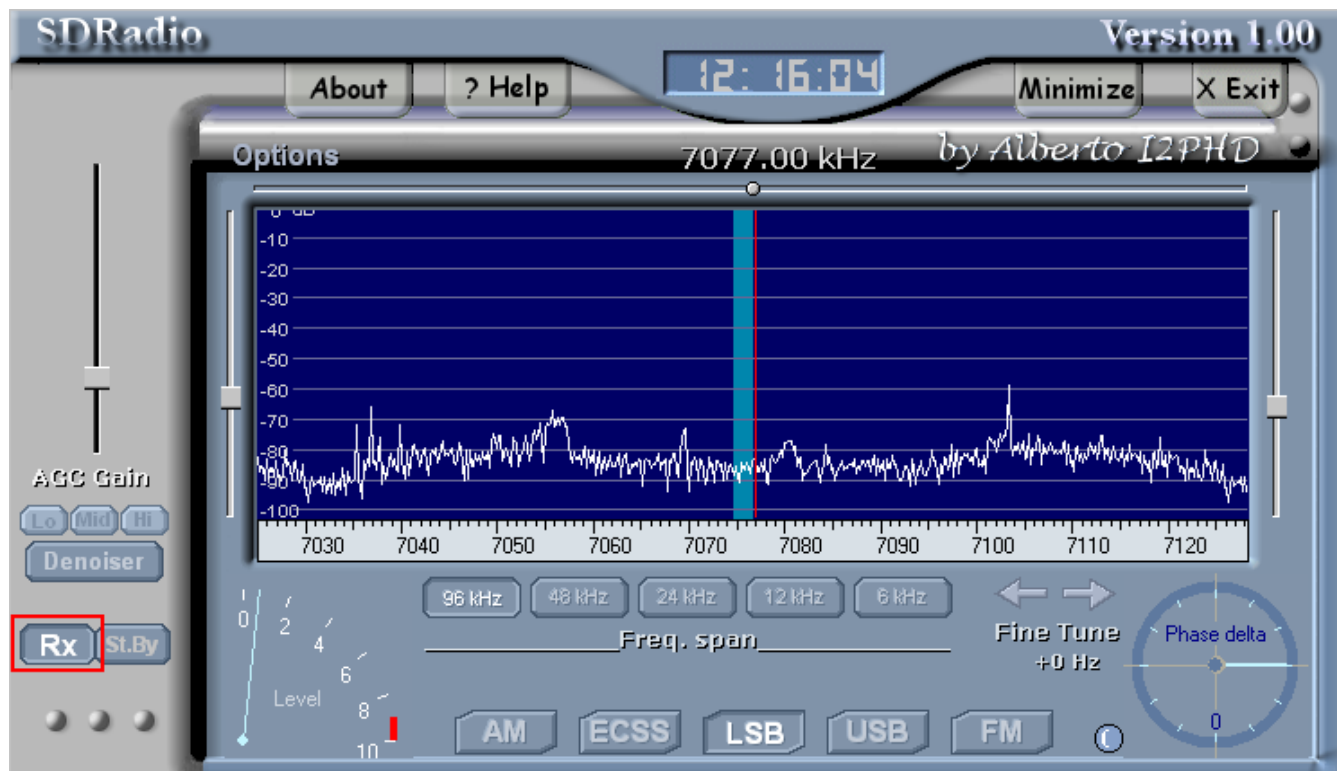 SDRadio
Version 1.00
12:16:04
About
? Help
Minimize
X Exit
Options
7077.00 kHz
by Alberto I2PHD
0 dB
-10
-20
-30
-40
-50
-60
-70
-80
-90
-100
7030 7040 7050 7060 7070 7080 7090 7100 7110 7120
AGC Gain
Lo Mid Hi
Denoiser
Rx St.By
96 kHz 48 kHz 24 kHz 12 kHz 6 kHz
Freq. span
Fine Tune
+0 Hz
Phase delta
0
0 2 4 6 8 10
Level
AM ECSS LSB USB FM
C